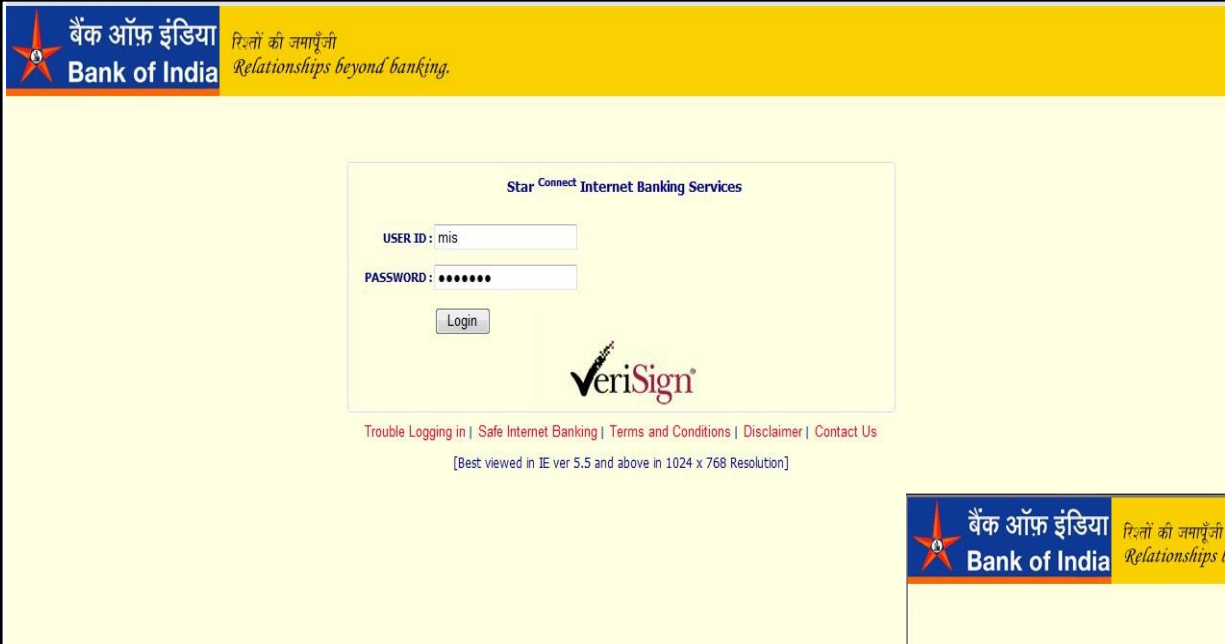 बैंक ऑफ़ इंडिया
Bank of India
रिश्तों की जमापूँजी
Relationships beyond banking.
Star Connect Internet Banking Services
USER ID : mis
PASSWORD : •••••••
Login
VeriSign®
Trouble Logging in | Safe Internet Banking | Terms and Conditions | Disclaimer | Contact Us
[Best viewed in IE ver 5.5 and above in 1024 x 768 Resolution]
बैंक ऑफ़ इंडिया
Bank of India
रिश्तों की जमापूँजी
Relationships